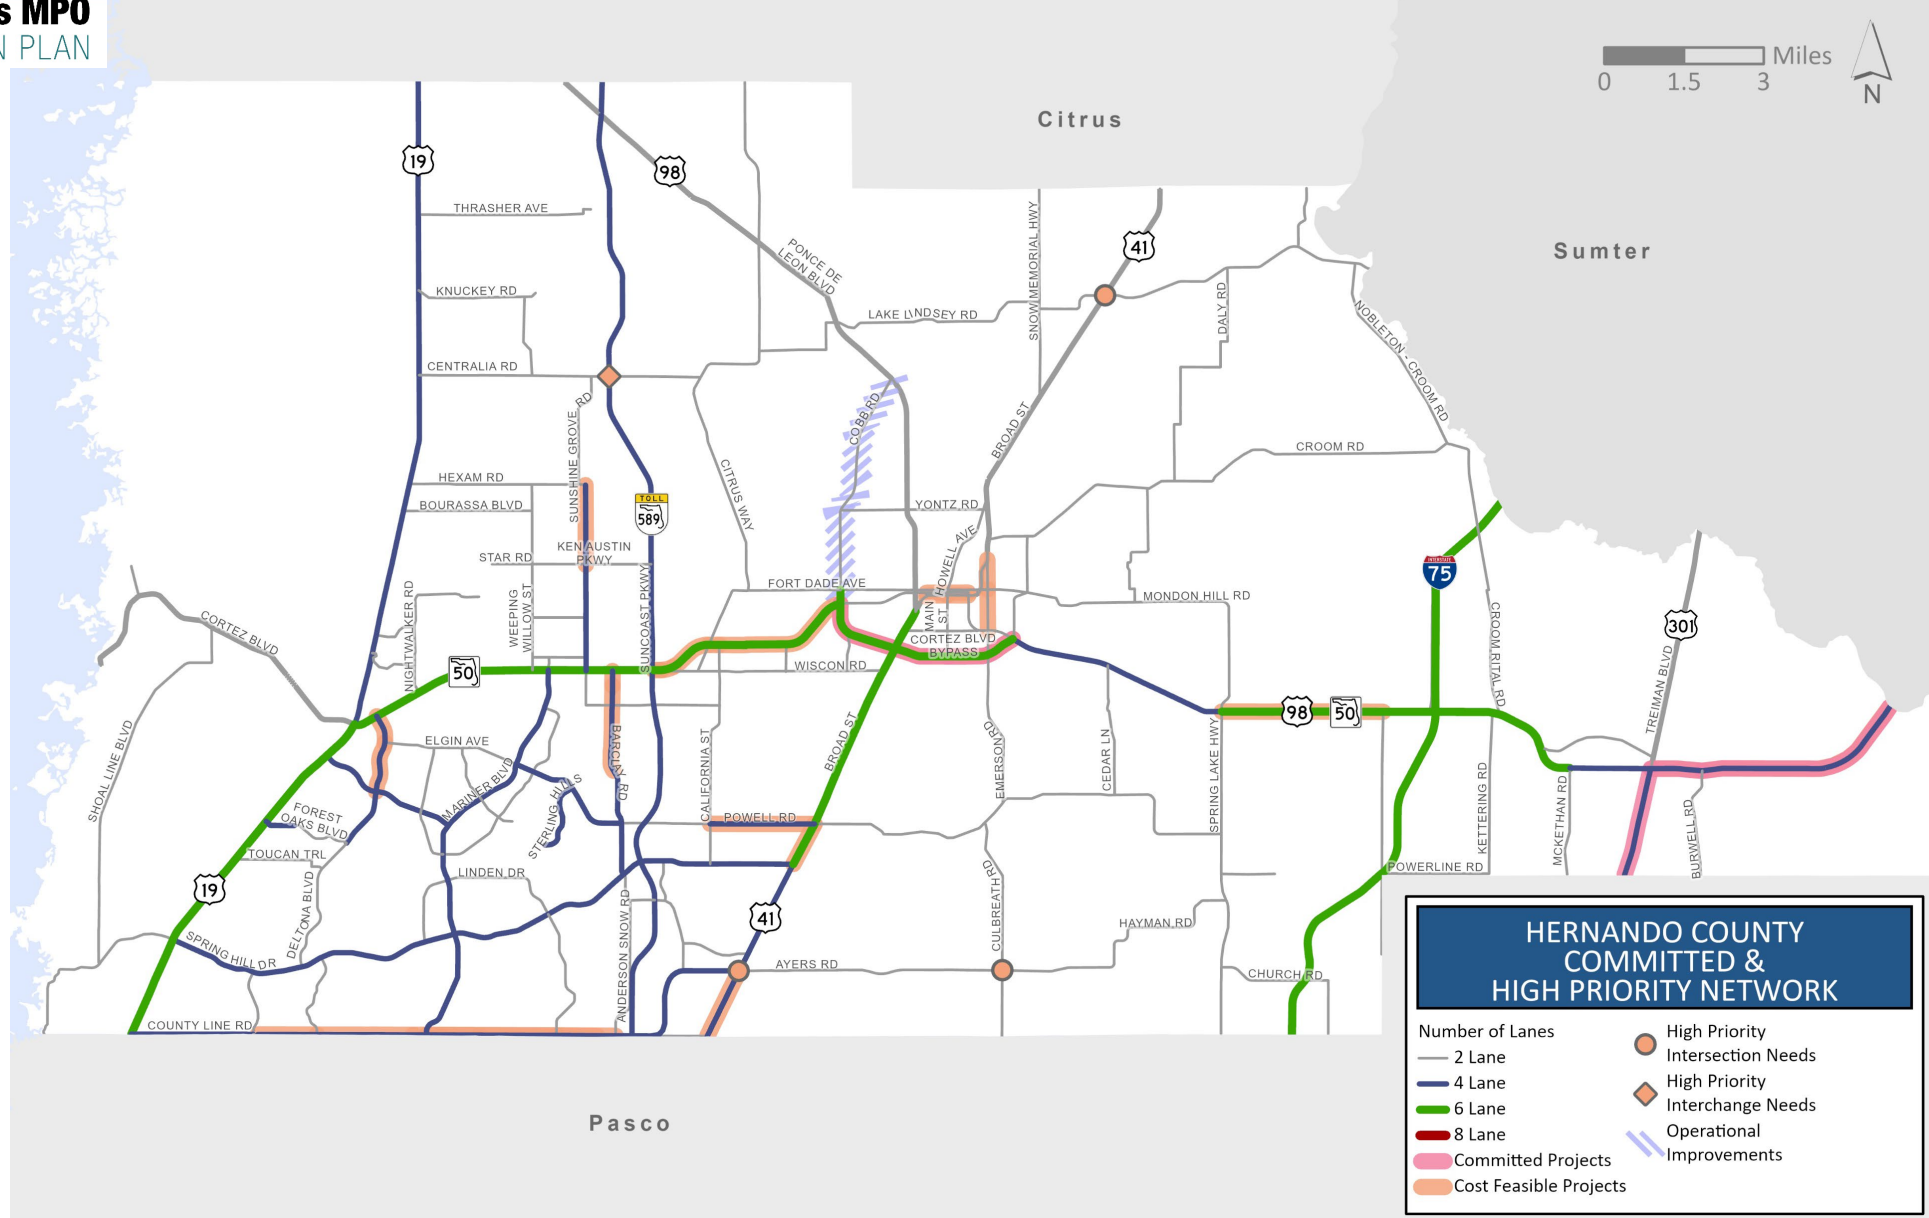 s MPO
N PLAN
Miles
0 1.5 3
N
Citrus
Sumter
Pasco
19
98
THRASHER AVE
PONCE DE
LEON BLVD
41
SNOW MEMORIAL HWY
KNUCKEY RD
LAKE LINDSEY RD
DALY RD
NOBLETON - CROOM RD
CENTRALIA RD
COBB RD
BROAD ST
SUNSHINE GROVE RD
CROOM RD
HEXAM RD
CITRUS WAY
BOURASSA BLVD
TOLL
589
YONTZ RD
HOWELL AVE
KEN AUSTIN
PKWY
STAR RD
INTERSTATE
75
FORT DADE AVE
MONDON HILL RD
NIGHTWALKER RD
WEEPING
WILLOW ST
SUNCOAST PKWY
MAIN
ST
CROOM RITAL RD
301
CORTEZ BLVD
CORTEZ BLVD
BYPASS
WISCON RD
50
TREIMAN BLVD
98
50
SHOAL LINE BLVD
ELGIN AVE
BARCLAY RD
CALIFORNIA ST
BROAD ST
EMERSON RD
CEDAR LN
SPRING LAKE HWY
MARINER BLVD
STERLING HILLS
FOREST
OAKS BLVD
POWELL RD
KETTERING RD
MCKETHAN RD
BURWELL RD
TOUCAN TRL
LINDEN DR
POWERLINE RD
19
DELTONA BLVD
ANDERSON SNOW RD
41
CULBREATH RD
HAYMAN RD
SPRING HILL DR
AYERS RD
CHURCH RD
COUNTY LINE RD
HERNANDO COUNTY
COMMITTED &
HIGH PRIORITY NETWORK
Number of Lanes
2 Lane
4 Lane
6 Lane
8 Lane
Committed Projects
Cost Feasible Projects
High Priority
Intersection Needs
High Priority
Interchange Needs
Operational
Improvements